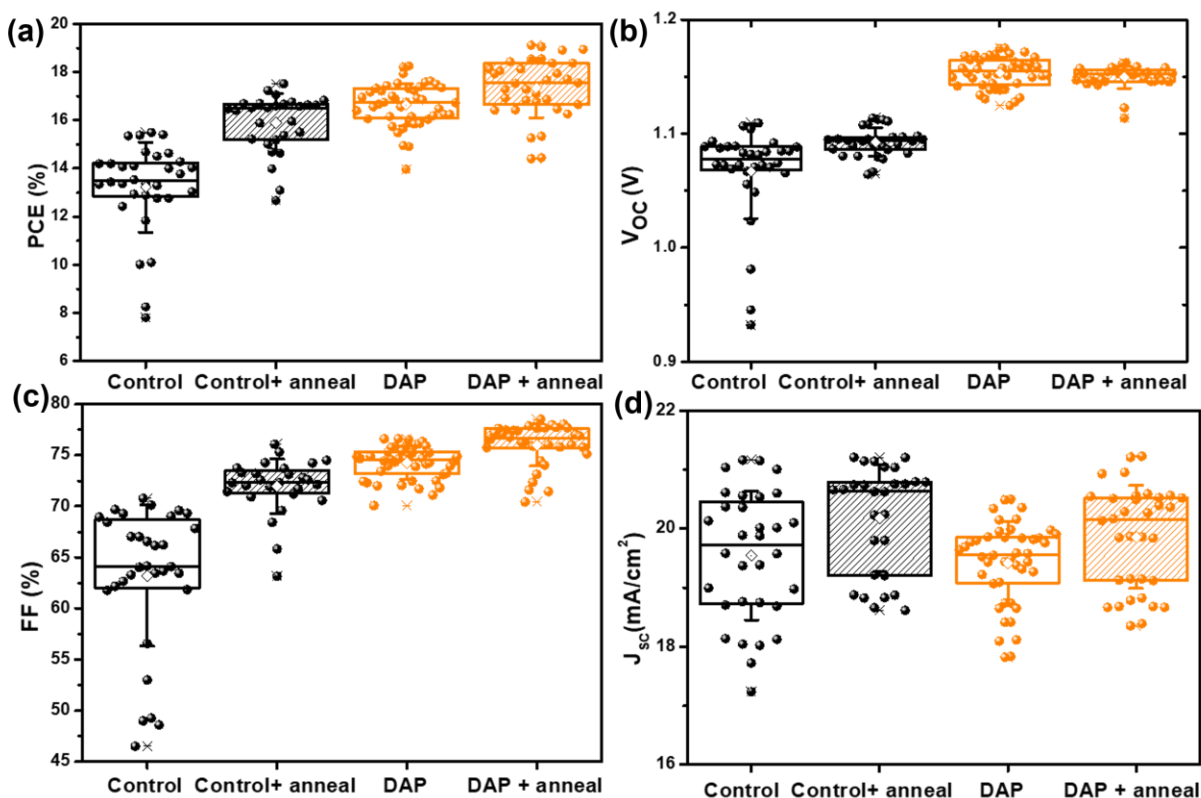 (a)
PCE (%)
20
18
16
14
12
10
8
6
Control
Control+ anneal
DAP
DAP + anneal
(b)
VOC (V)
1.2
1.1
1.0
0.9
Control
Control+ anneal
DAP
DAP + anneal
(c)
FF (%)
80
75
70
65
60
55
50
45
Control
Control+ anneal
DAP
DAP + anneal
(d)
Jsc(mA/cm²)
22
20
18
16
Control
Control+ anneal
DAP
DAP + anneal